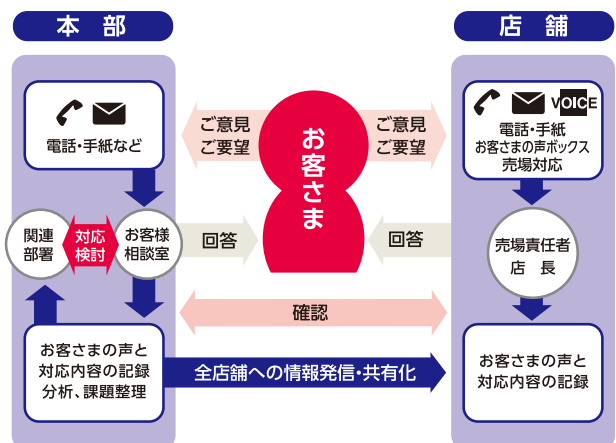 本部
店舗
電話・手紙など
ご意見
ご要望
お客さま
ご意見
ご要望
VOICE
電話・手紙
お客さまの声ボックス
売場対応
関連
部署
対応
検討
お客様
相談室
回答
回答
売場責任者
店長
確認
お客さまの声と
対応内容の記録
分析、課題整理
全店舗への情報発信・共有化
お客さまの声と
対応内容の記録